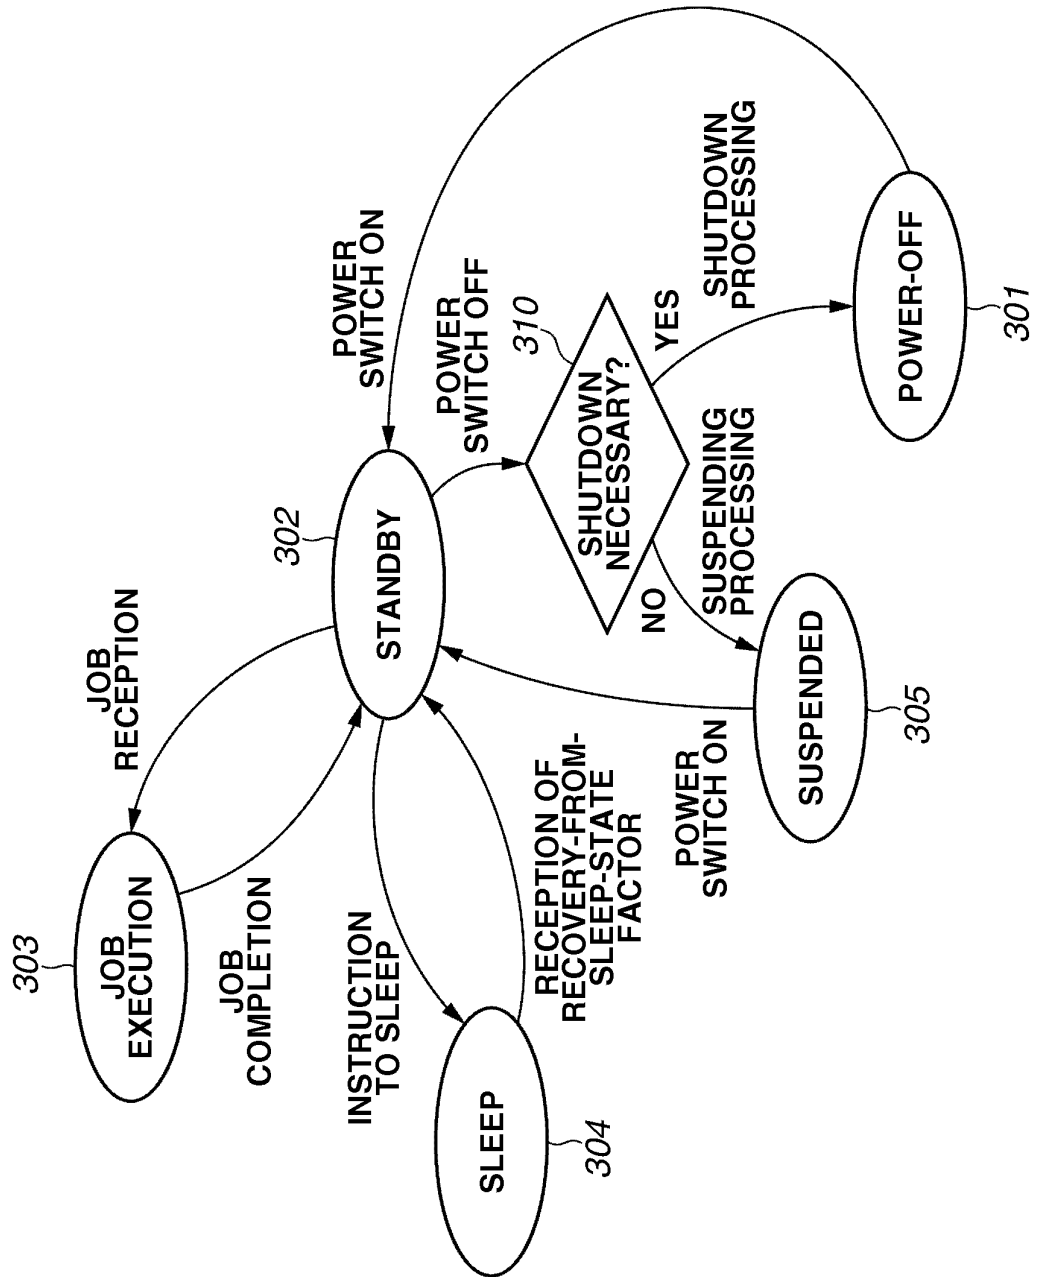 303
JOB
EXECUTION
JOB
RECEPTION
JOB
COMPLETION
302
STANDBY
POWER
SWITCH ON
INSTRUCTION
TO SLEEP
POWER
SWITCH OFF
SLEEP
304
RECEPTION OF
RECOVERY-FROM-
SLEEP-STATE
FACTOR
310
SHUTDOWN
NECESSARY?
NO
YES
POWER
SWITCH ON
SUSPENDING
PROCESSING
SHUTDOWN
PROCESSING
SUSPENDED
305
POWER-OFF
301